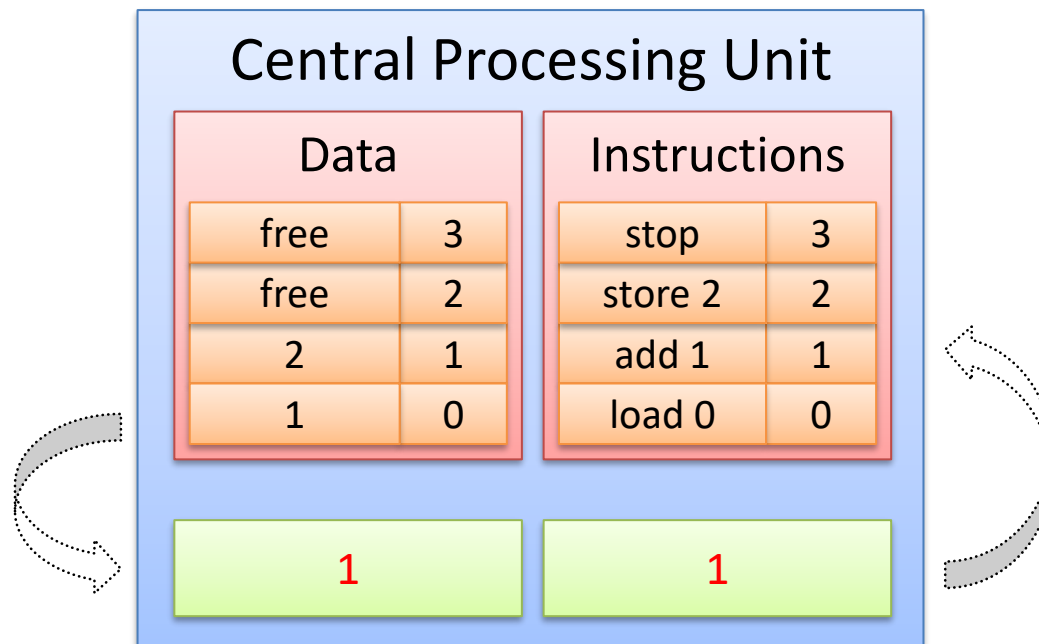 Central Processing Unit
Data
free 3
free 2
2 1
1 0
Instructions
stop 3
store 2 2
add 1 1
load 0 0
1
1